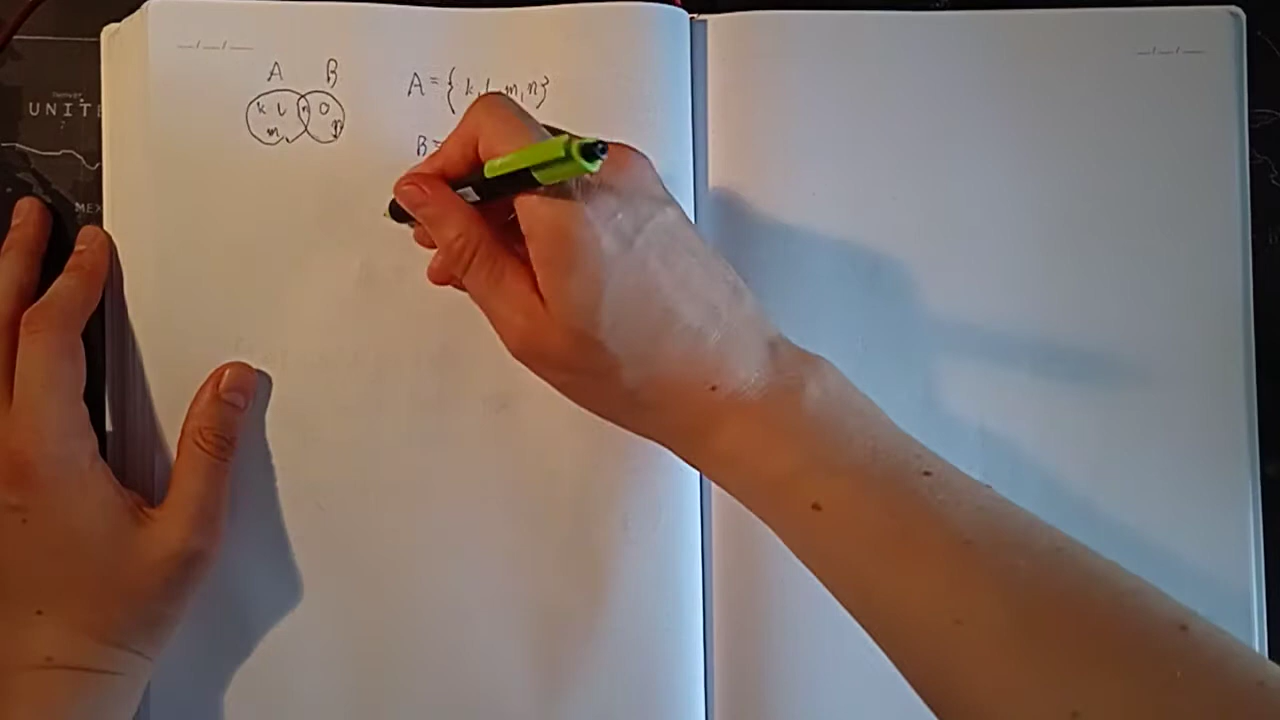 _/_/_
_/_/_
UNITE
MEX
A B
k l n o
m p
A = {k, l, m, n}
B =